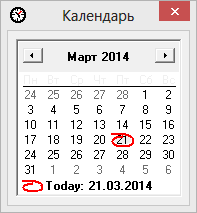 Календарь
Март 2014
Пн Вт Ср Чт Пт Сб Вс
24 25 26 27 28 1 2
3 4 5 6 7 8 9
10 11 12 13 14 15 16
17 18 19 20 21 22 23
24 25 26 27 28 29 30
31 1 2 3 4 5 6
Today: 21.03.2014